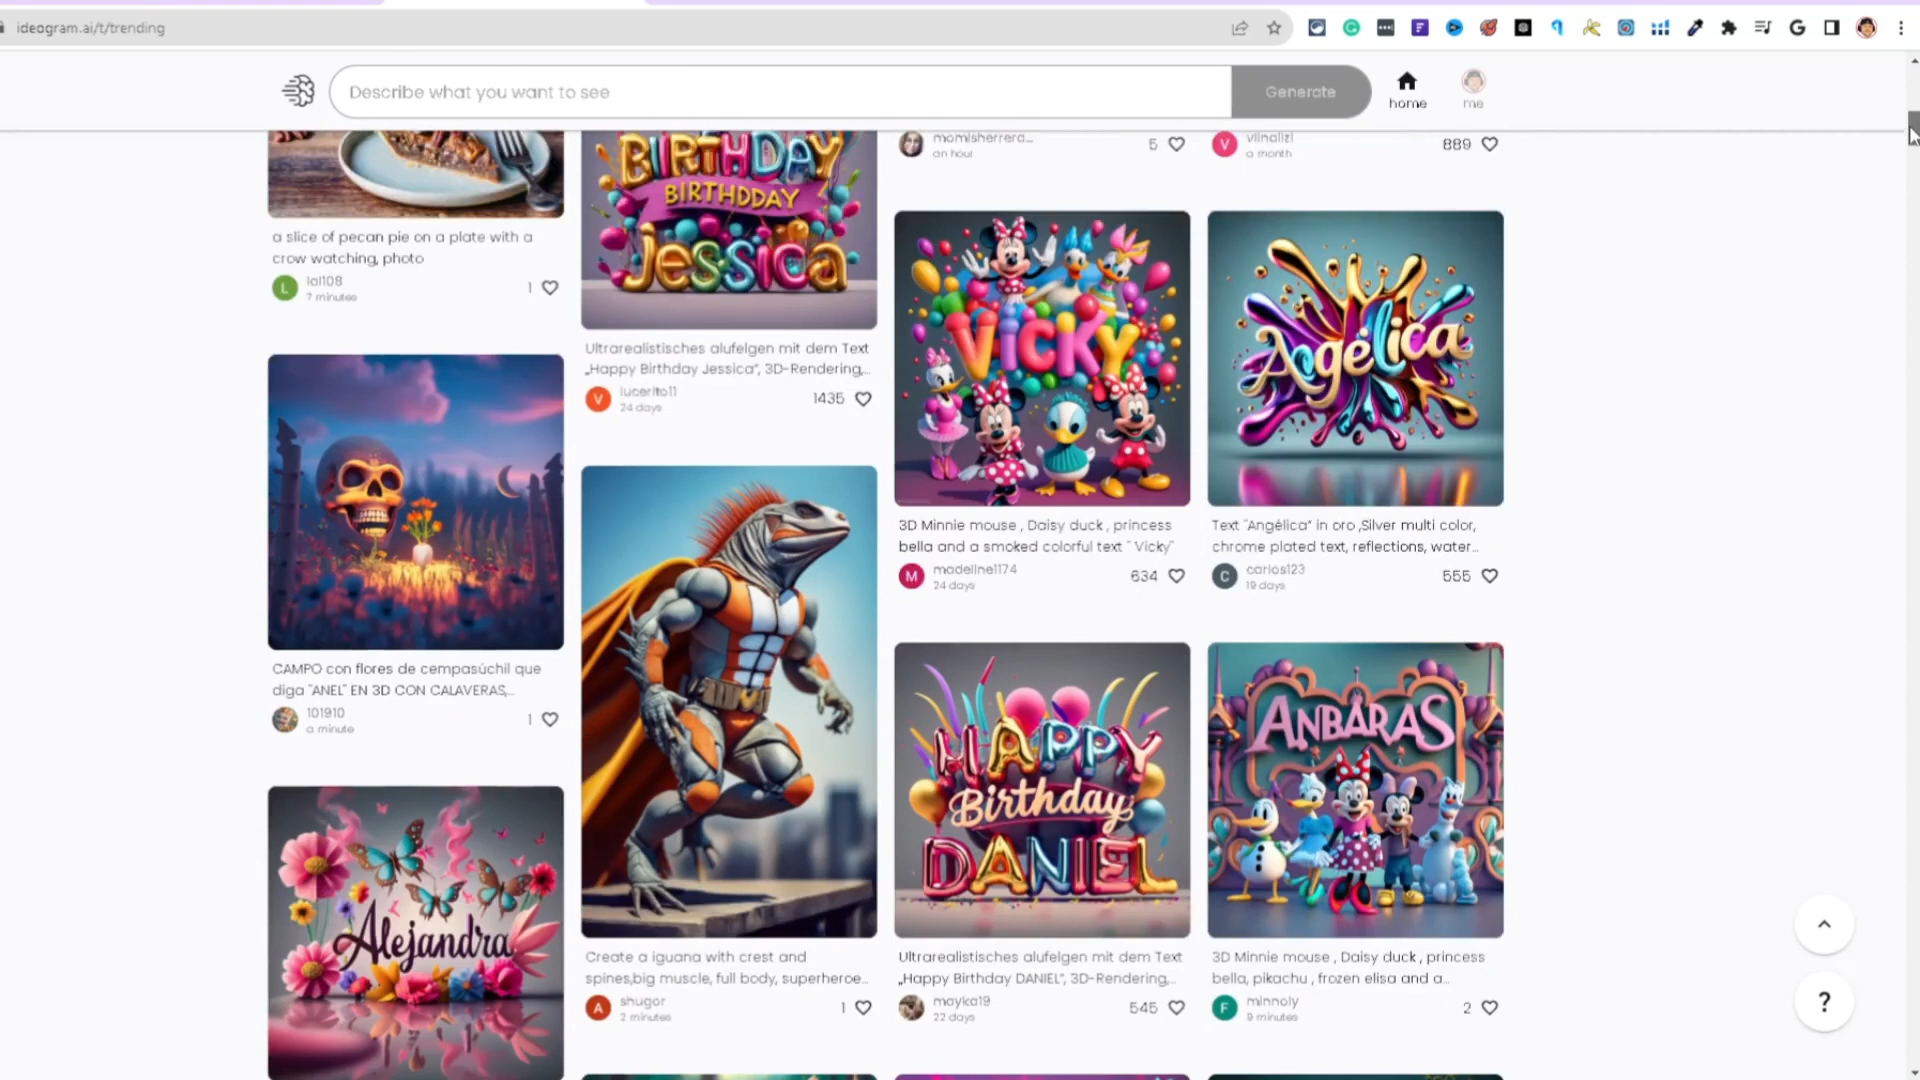 ideogram.ai/t/trending
Describe what you want to see
Generate
home
me
a slice of pecan pie on a plate with a
crow watching, photo
L
lal108
7 minutes
1
CAMPO con flores de cempasúchil que
diga "ANEL" EN 3D CON CALAVERAS,...
101910
a minute
1
Alejandra
BIRTHDAY
BIRTHDDAY
Jessica
Ultrarealistisches alufelgen mit dem Text
„Happy Birthday Jessica", 3D-Rendering,...
V
lucerito11
24 days
1435
Create a iguana with crest and
spines,big muscle, full body, superheroe...
A
shugor
2 minutes
1
momisherrera...
an hour
5
VICKY
3D Minnie mouse , Daisy duck , princess
bella and a smoked colorful text " Vicky"
M
madeline1174
24 days
634
HAPPY
Birthday
DANIEL
Ultrarealistisches alufelgen mit dem Text
„Happy Birthday DANIEL", 3D-Rendering,...
mayka19
22 days
545
V
a month
889
Angélica
Text "Angélica" in oro ,Silver multi color,
chrome plated text, reflections, water...
C
carlos123
19 days
555
ANBARAS
3D Minnie mouse , Daisy duck , princess
bella, pikachu , frozen elisa and a...
F
minnoly
9 minutes
2
?